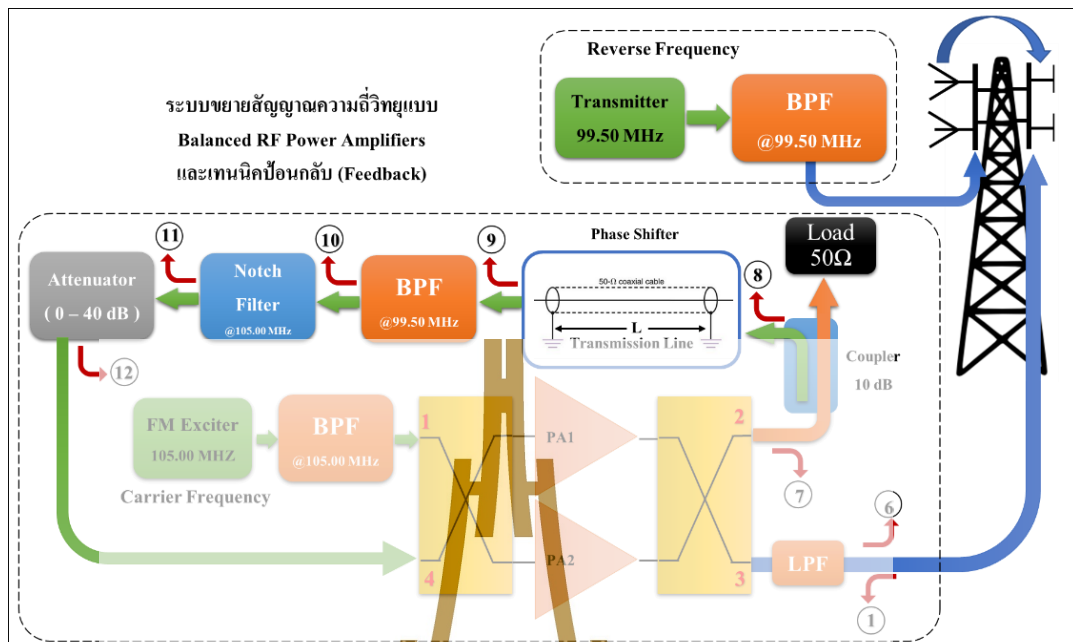 Reverse Frequency
Transmitter
99.50 MHz
BPF
@99.50 MHz
ระบบขยายสัญญาณความถี่วิทยุแบบ
Balanced RF Power Amplifiers
และเทนนิคป้อนกลับ (Feedback)
11
10
9
Phase Shifter
Load
50Ω
8
Attenuator
( 0 – 40 dB )
Notch
Filter
@105.00 MHz
BPF
@99.50 MHz
50-Ω coaxial cable
L
Transmission Line
Coupler
10 dB
12
FM Exciter
105.00 MHZ
BPF
@105.00 MHz
Carrier Frequency
1
PA1
2
7
6
4
PA2
3
LPF
1